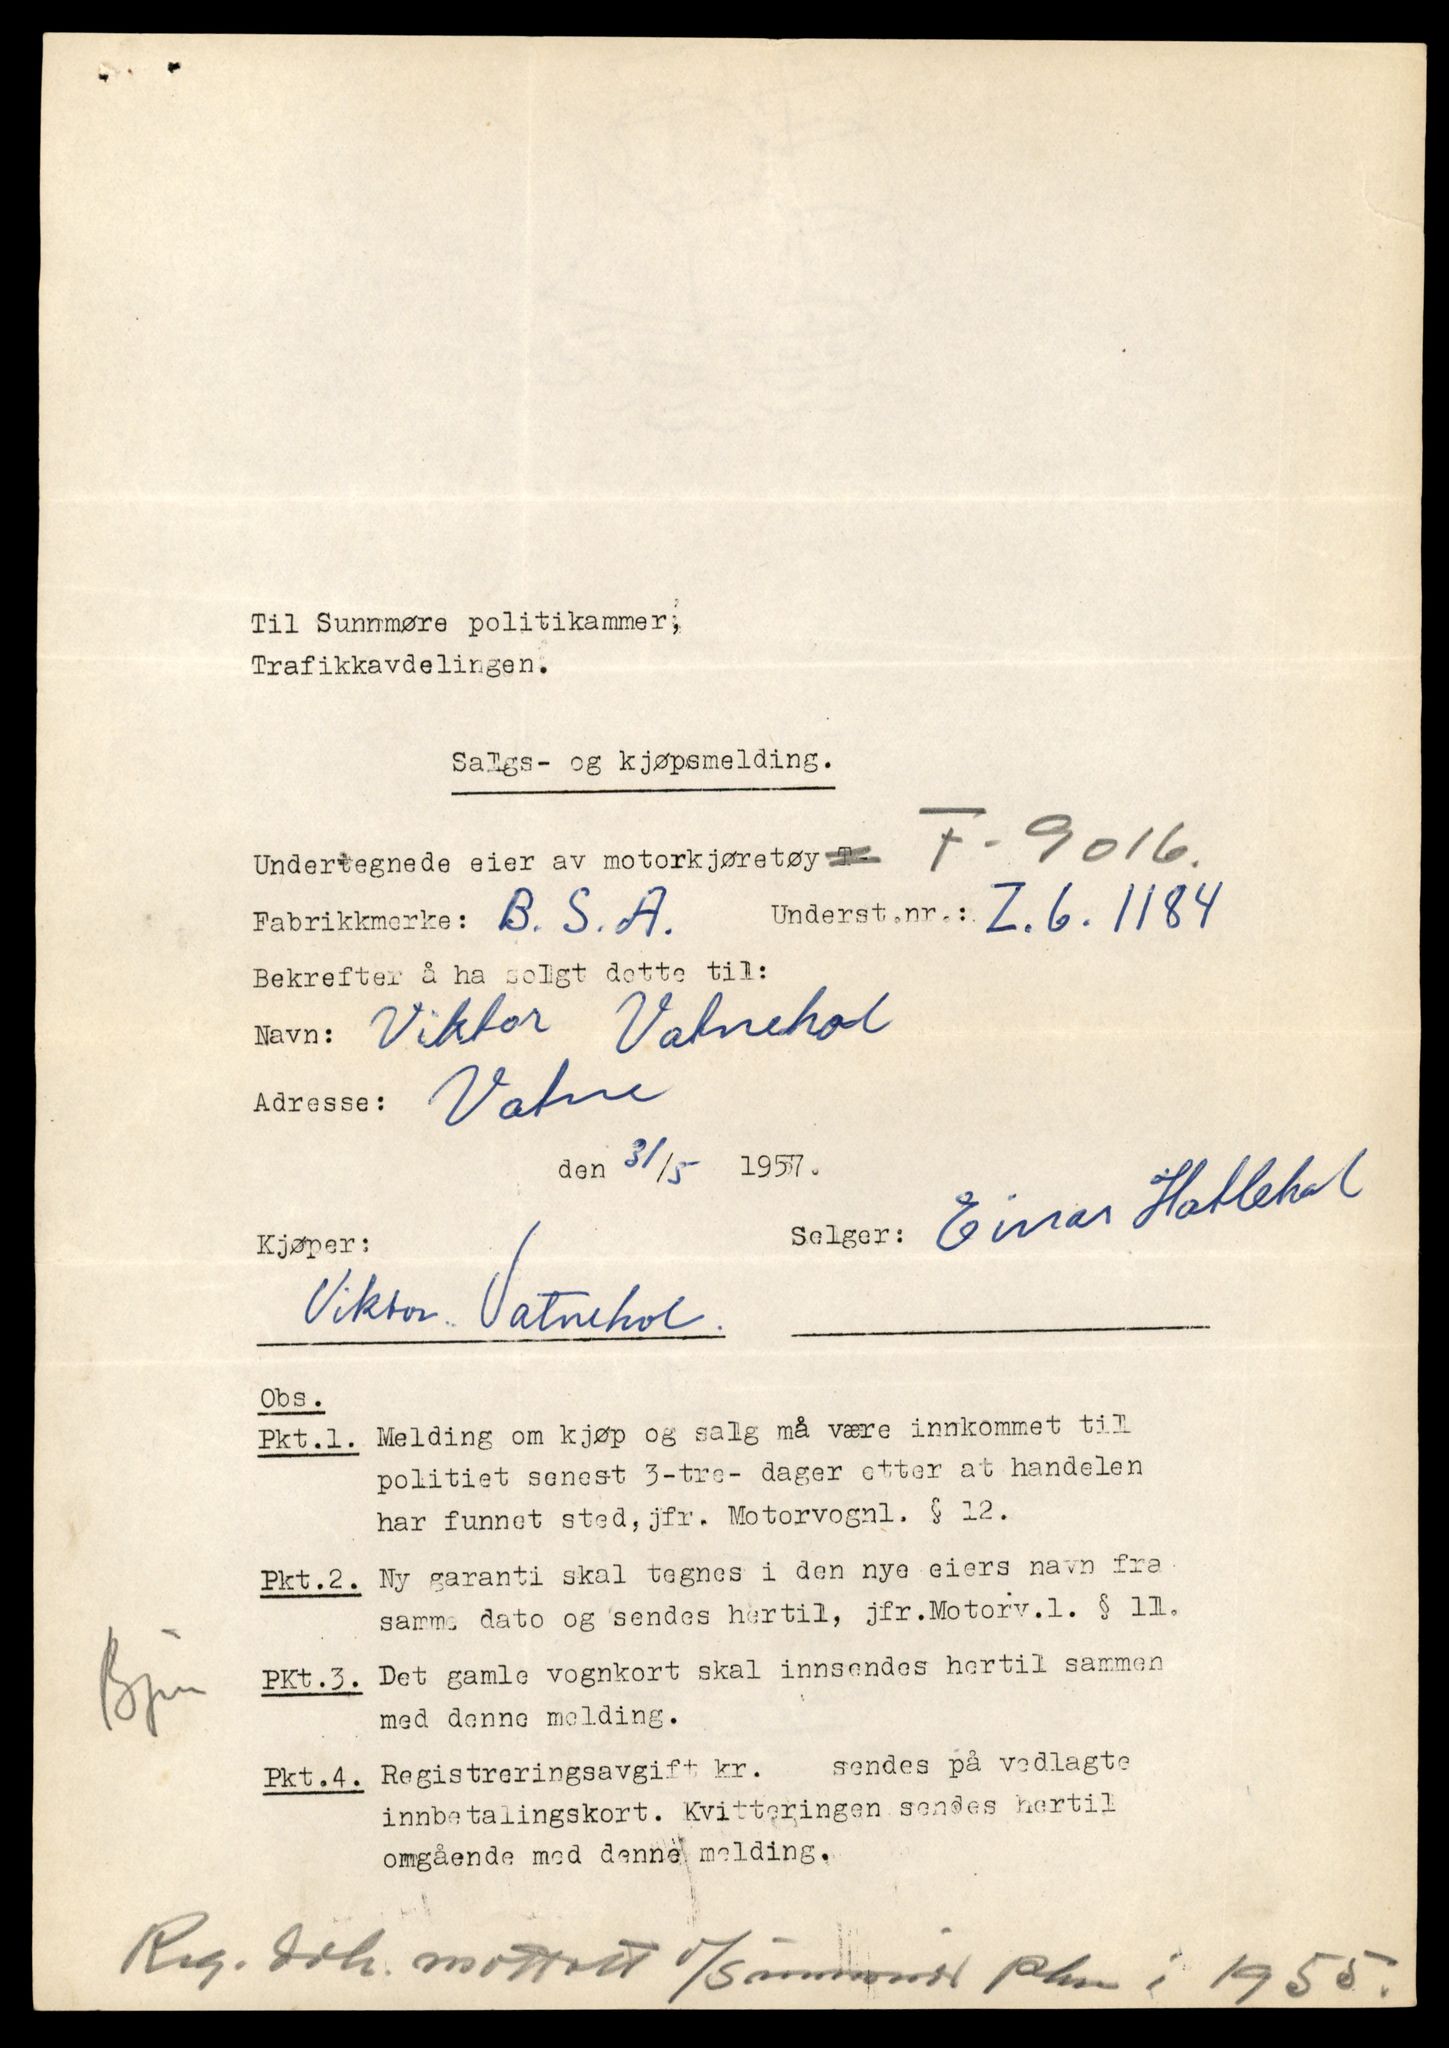 Til Sunnmøre politikammer,
Trafikkavdelingen.
Salgs- og kjøpsmelding.
Undertegnede eier av motorkjøretøy T- F-9016.
Fabrikkmerke: B.S.A. Underst.nr.: Z.6.1184
Bekrefter å ha solgt dette til:
Navn: Viktor Vatnehol
Adresse: Vatne
den 31/5 1957.
Kjøper: Selger: Einar Hatlehol
Viktor Vatnehol.
Obs.
Pkt.1. Melding om kjøp og salg må være innkommet til
politiet senest 3-tre- dager etter at handelen
har funnet sted, jfr. Motorvognl. § 12.
Pkt.2. Ny garanti skal tegnes i den nye eiers navn fra
samme dato og sendes hertil, jfr.Motorv.l. § 11.
PKt.3. Det gamle vognkort skal innsendes hertil sammen
med denne melding.
Pkt.4. Registreringsavgift kr. sendes på vedlagte
innbetalingskort. Kvitteringen sendes hertil
omgående med denne melding.
Reg. dok. mottatt i 1955.